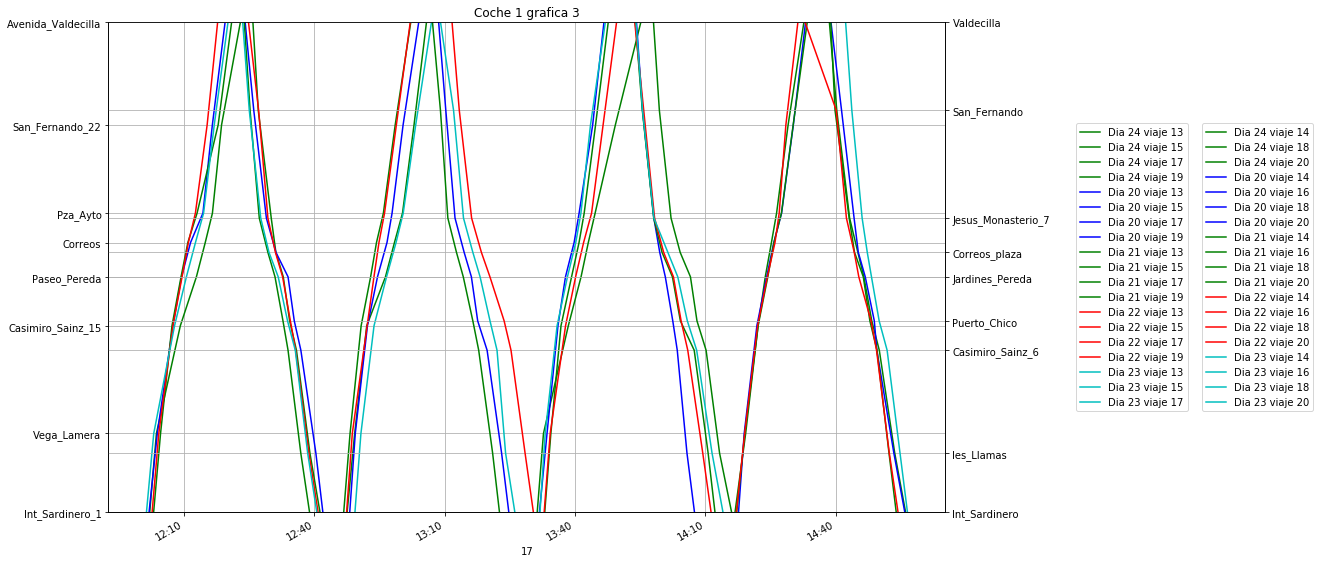 Coche 1 grafica 3
Avenida_Valdecilla
San_Fernando_22
Pza_Ayto
Correos
Paseo_Pereda
Casimiro_Sainz_15
Vega_Lamera
Int_Sardinero_1
Valdecilla
San_Fernando
Jesus_Monasterio_7
Correos_plaza
Jardines_Pereda
Puerto_Chico
Casimiro_Sainz_6
Ies_Llamas
Int_Sardinero
12:10
12:40
13:10
13:40
14:10
14:40
17
Dia 24 viaje 13
Dia 24 viaje 15
Dia 24 viaje 17
Dia 24 viaje 19
Dia 20 viaje 13
Dia 20 viaje 15
Dia 20 viaje 17
Dia 20 viaje 19
Dia 21 viaje 13
Dia 21 viaje 15
Dia 21 viaje 17
Dia 21 viaje 19
Dia 22 viaje 13
Dia 22 viaje 15
Dia 22 viaje 17
Dia 22 viaje 19
Dia 23 viaje 13
Dia 23 viaje 15
Dia 23 viaje 17
Dia 24 viaje 14
Dia 24 viaje 18
Dia 24 viaje 20
Dia 20 viaje 14
Dia 20 viaje 16
Dia 20 viaje 18
Dia 20 viaje 20
Dia 21 viaje 14
Dia 21 viaje 16
Dia 21 viaje 18
Dia 21 viaje 20
Dia 22 viaje 14
Dia 22 viaje 16
Dia 22 viaje 18
Dia 22 viaje 20
Dia 23 viaje 14
Dia 23 viaje 16
Dia 23 viaje 18
Dia 23 viaje 20